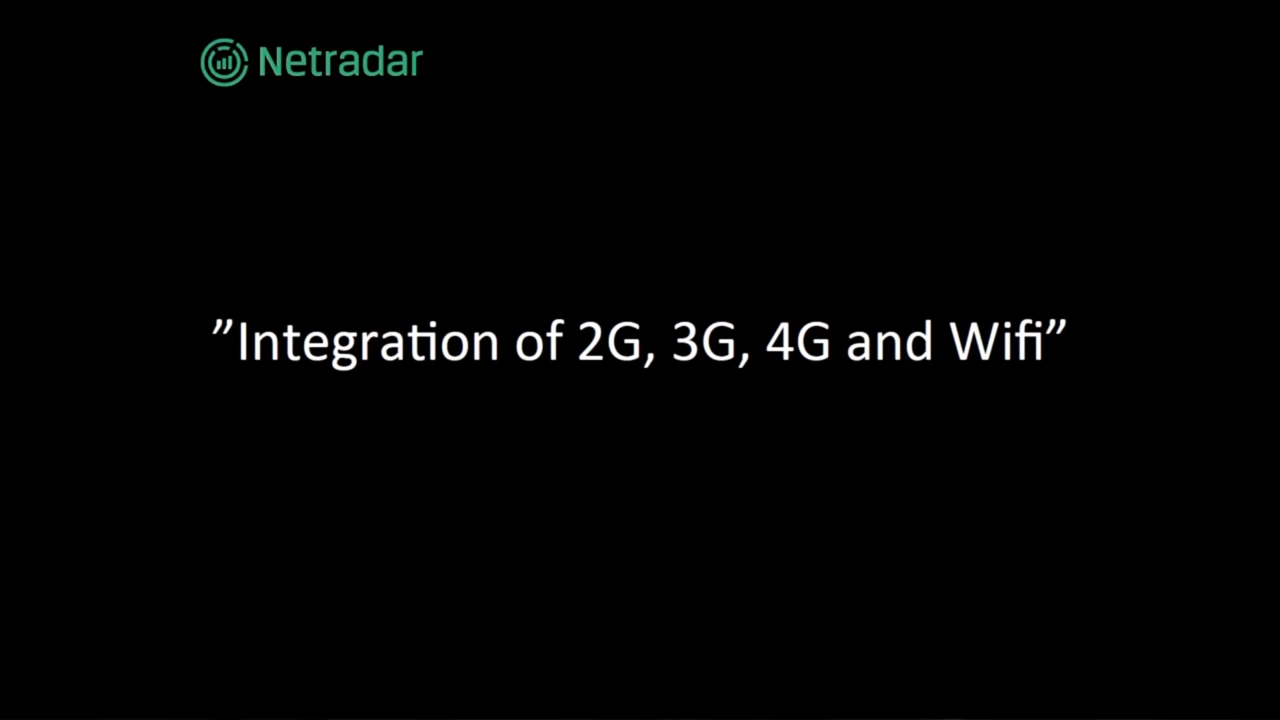 Netradar
”Integration of 2G, 3G, 4G and Wifi”